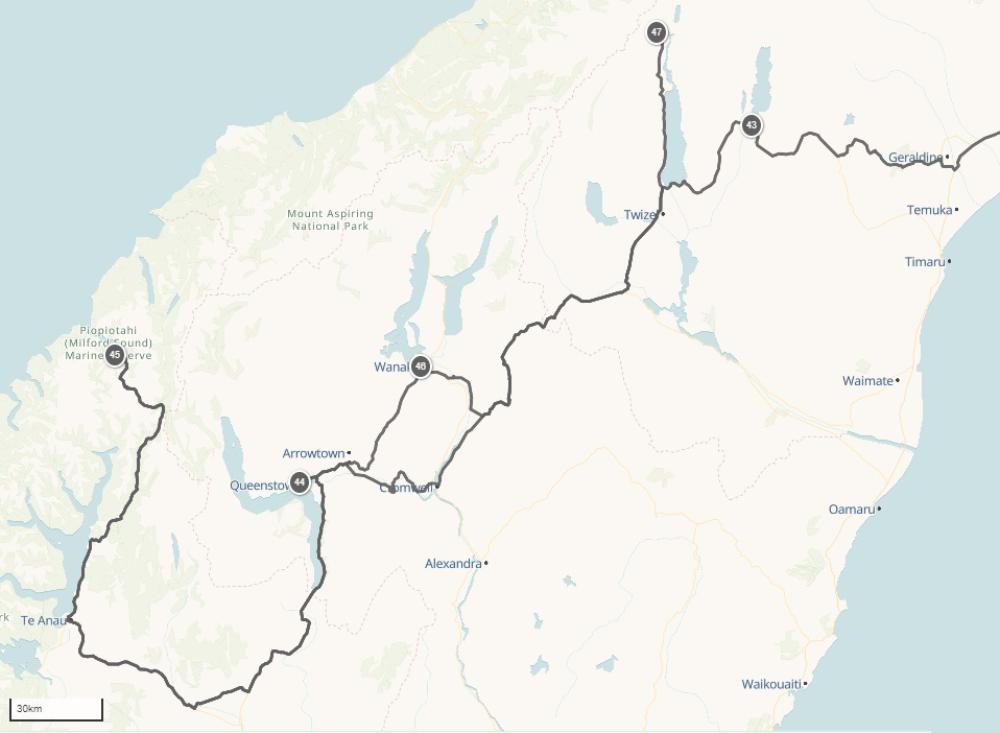 47
43
Geraldine
Temuka
Mount Aspiring
National Park
Twizel
Timaru
Piopiotahi
(Milford Sound)
Marine Reserve
45
Wanaka
46
Waimate
Arrowtown
Queenstown
44
Cromwell
Oamaru
Alexandra
rk
Te Anau
Waikouaiti
30km